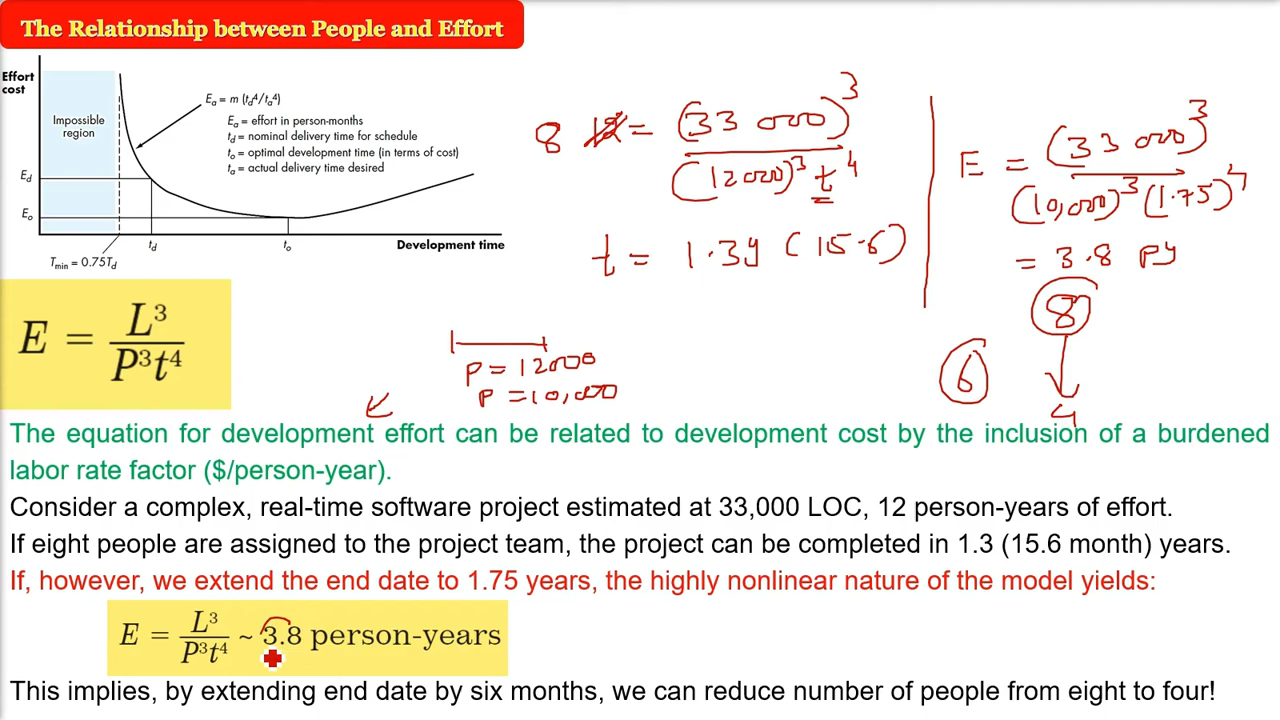 The Relationship between People and Effort
Effort
cost
Impossible
region
Eₐ = m (t_d⁴/tₐ⁴)
Eₐ = effort in person-months
t_d = nominal delivery time for schedule
tₒ = optimal development time (in terms of cost)
tₐ = actual delivery time desired
E_d
Eₒ
t_d
tₒ
Development time
T_min = 0.75T_d
8 12 = (33 000)³
(12000)³ t⁴
t = 1.3y (15.6)
E = (33 000)³
(10,000)³ (1.75)⁴
= 3.8 py
8
6
4
E = L³
P³t⁴
P = 12000
P = 10,000
The equation for development effort can be related to development cost by the inclusion of a burdened
labor rate factor ($/person-year).
Consider a complex, real-time software project estimated at 33,000 LOC, 12 person-years of effort.
If eight people are assigned to the project team, the project can be completed in 1.3 (15.6 month) years.
If, however, we extend the end date to 1.75 years, the highly nonlinear nature of the model yields:
E = L³
P³t⁴ ~ 3.8 person-years
This implies, by extending end date by six months, we can reduce number of people from eight to four!